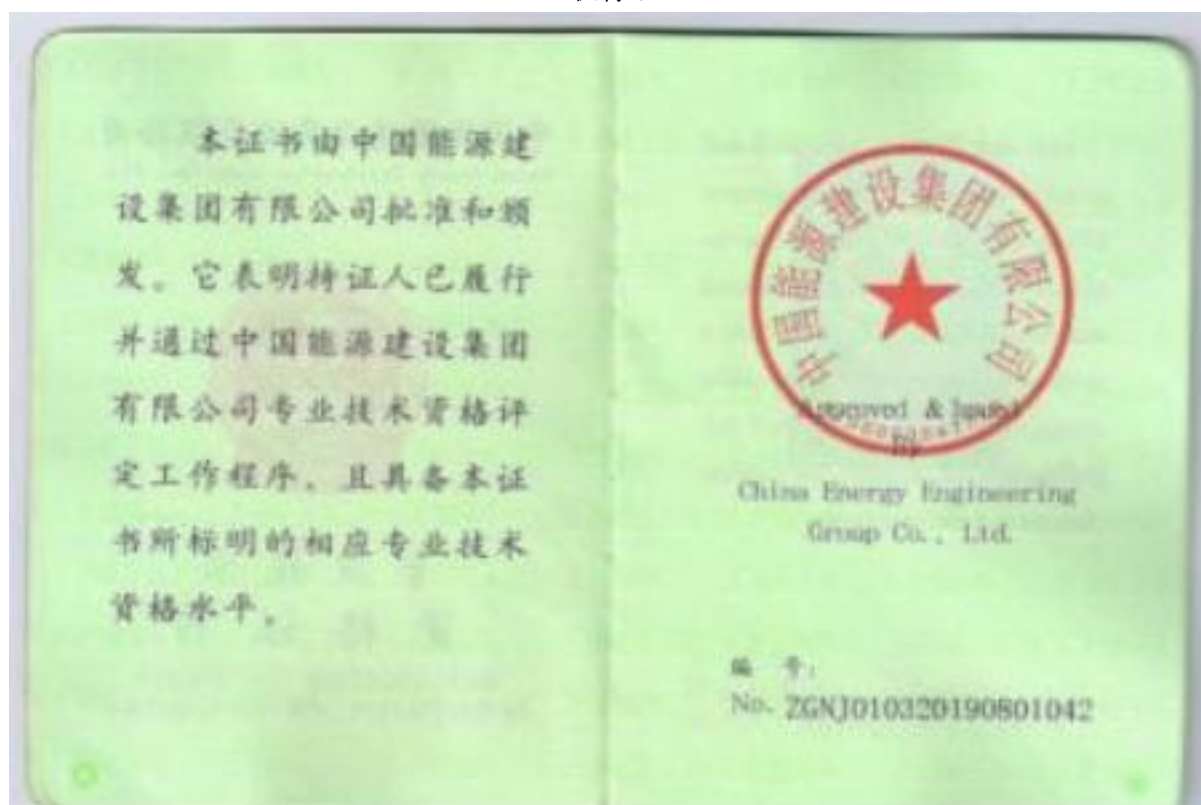 本证书由中国能源建
设集团有限公司批准和颁
发。它表明持证人已履行
并通过中国能源建设集团
有限公司专业技术资格评
定工作程序，且具备本证
书所标明的相应专业技术
资格水平。
中国能源建设集团有限公司
Approved & Issued
By
China Energy Engineering
Group Co., Ltd.
编 号:
No. ZGNJ010320190801042